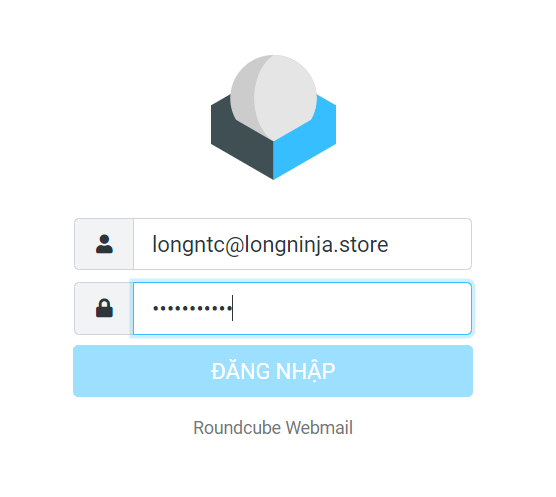 longntc@longninja.store
•••••••••••
ĐĂNG NHẬP
Roundcube Webmail